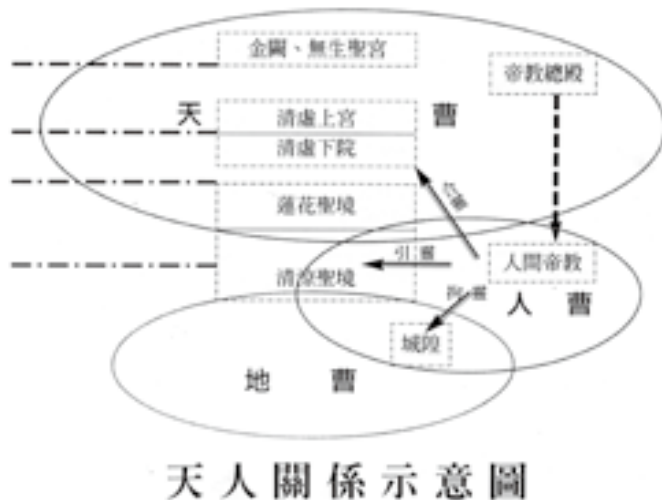 金闕、無生聖宮
帝教總殿
天 曹
清虛上宮
清虛下院
蓮花聖境
引靈
人間帝教
清涼聖境
拘靈
人 曹
城隍
地 曹
天人關係示意圖